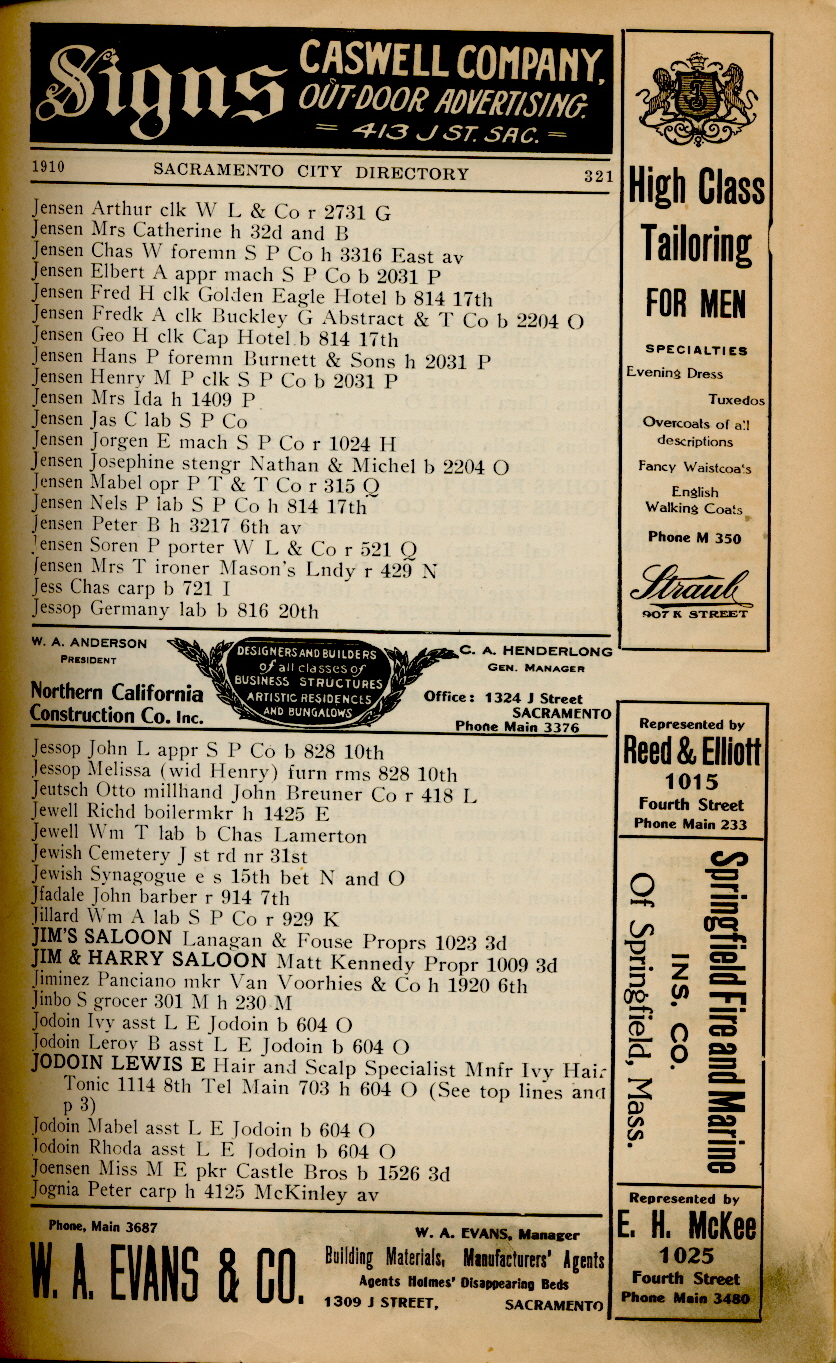 Signs
CASWELL COMPANY,
OUT-DOOR ADVERTISING.
= 413 J ST. SAC. =
1910 SACRAMENTO CITY DIRECTORY 321
Jensen Arthur clk W L & Co r 2731 G
Jensen Mrs Catherine h 32d and B
Jensen Chas W foremn S P Co h 3316 East av
Jensen Elbert A appr mach S P Co b 2031 P
Jensen Fred H clk Golden Eagle Hotel b 814 17th
Jensen Fredk A clk Buckley G Abstract & T Co b 2204 O
Jensen Geo H clk Cap Hotel b 814 17th
Jensen Hans P foremn Burnett & Sons h 2031 P
Jensen Henry M P clk S P Co b 2031 P
Jensen Mrs Ida h 1409 P
Jensen Jas C lab S P Co
Jensen Jorgen E mach S P Co r 1024 H
Jensen Josephine stengr Nathan & Michel b 2204 O
Jensen Mabel opr P T & T Co r 315 Q
Jensen Nels P lab S P Co h 814 17th
Jensen Peter B h 3217 6th av
Jensen Soren P porter W L & Co r 521 Q
Jensen Mrs T ironer Mason's Lndy r 429 N
Jess Chas carp b 721 I
Jessop Germany lab b 816 20th
W. A. ANDERSON
PRESIDENT
Northern California
Construction Co. Inc.
DESIGNERS AND BUILDERS
of all classes of
BUSINESS STRUCTURES
ARTISTIC RESIDENCES
AND BUNGALOWS
C. A. HENDERLONG
GEN. MANAGER
Office: 1324 J Street
SACRAMENTO
Phone Main 3376
Jessop John L appr S P Co b 828 10th
Jessop Melissa (wid Henry) furn rms 828 10th
Jeutsch Otto millhand John Breuner Co r 418 L
Jewell Richd boilermkr h 1425 E
Jewell Wm T lab b Chas Lamerton
Jewish Cemetery J st rd nr 31st
Jewish Synagogue e s 15th bet N and O
Jfadale John barber r 914 7th
Jillard Wm A lab S P Co r 929 K
JIM'S SALOON Lanagan & Fouse Proprs 1023 3d
JIM & HARRY SALOON Matt Kennedy Propr 1009 3d
Jiminez Panciano mkr Van Voorhies & Co h 1920 6th
Jinbo S grocer 301 M h 230 M
Jodoin Ivy asst L E Jodoin b 604 O
Jodoin Leroy B asst L E Jodoin b 604 O
JODOIN LEWIS E Hair and Scalp Specialist Mnfr Ivy Hair
Tonic 1114 8th Tel Main 703 h 604 O (See top lines and
p 3)
Jodoin Mabel asst L E Jodoin b 604 O
Jodoin Rhoda asst L E Jodoin b 604 O
Joensen Miss M E pkr Castle Bros b 1526 3d
Jognia Peter carp h 4125 McKinley av
Phone, Main 3687
W. A. EVANS & CO.
W. A. EVANS, Manager
Building Materials, Manufacturers' Agents
Agents Holmes' Disappearing Beds
1309 J STREET, SACRAMENTO
High Class
Tailoring
FOR MEN
SPECIALTIES
Evening Dress
Tuxedos
Overcoats of all
descriptions
Fancy Waistcoats
English
Walking Coats
Phone M 350
Straub
907 K STREET
Represented by
Reed & Elliott
1015
Fourth Street
Phone Main 233
Springfield Fire and Marine
INS. CO.
Of Springfield, Mass.
Represented by
E. H. McKee
1025
Fourth Street
Phone Main 3480